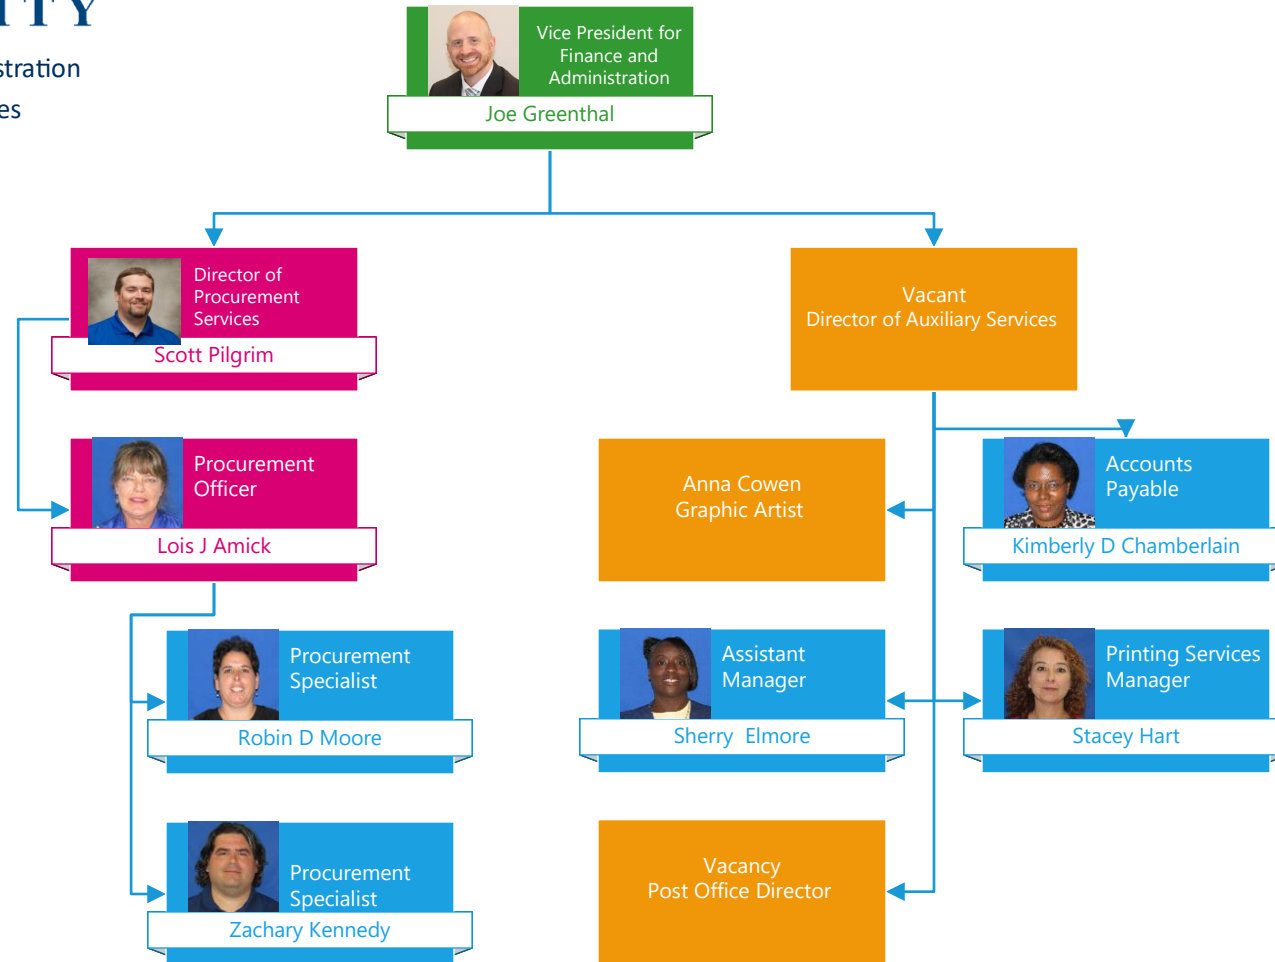 stration
es
Vice President for
Finance and
Administration
Joe Greenthal
Director of
Procurement
Services
Scott Pilgrim
Vacant
Director of Auxiliary Services
Procurement
Officer
Lois J Amick
Anna Cowen
Graphic Artist
Accounts
Payable
Kimberly D Chamberlain
Procurement
Specialist
Robin D Moore
Assistant
Manager
Sherry  Elmore
Printing Services
Manager
Stacey Hart
Procurement
Specialist
Zachary Kennedy
Vacancy
Post Office Director